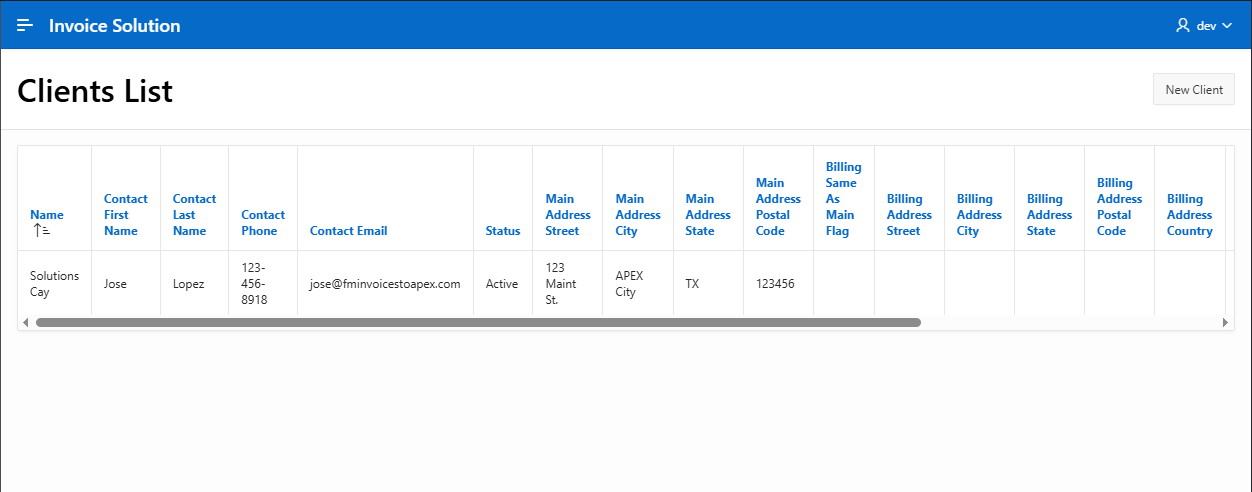 Invoice Solution
dev
Clients List
New Client
Name
Contact
First
Name
Contact
Last
Name
Contact
Phone
Contact Email
Status
Main
Address
Street
Main
Address
City
Main
Address
State
Main
Address
Postal
Code
Billing
Same
As
Main
Flag
Billing
Address
Street
Billing
Address
City
Billing
Address
State
Billing
Address
Postal
Code
Billing
Address
Country
Solutions
Cay
Jose
Lopez
123-
456-
8918
jose@fminvoicestoapex.com
Active
123
Maint
St.
APEX
City
TX
123456